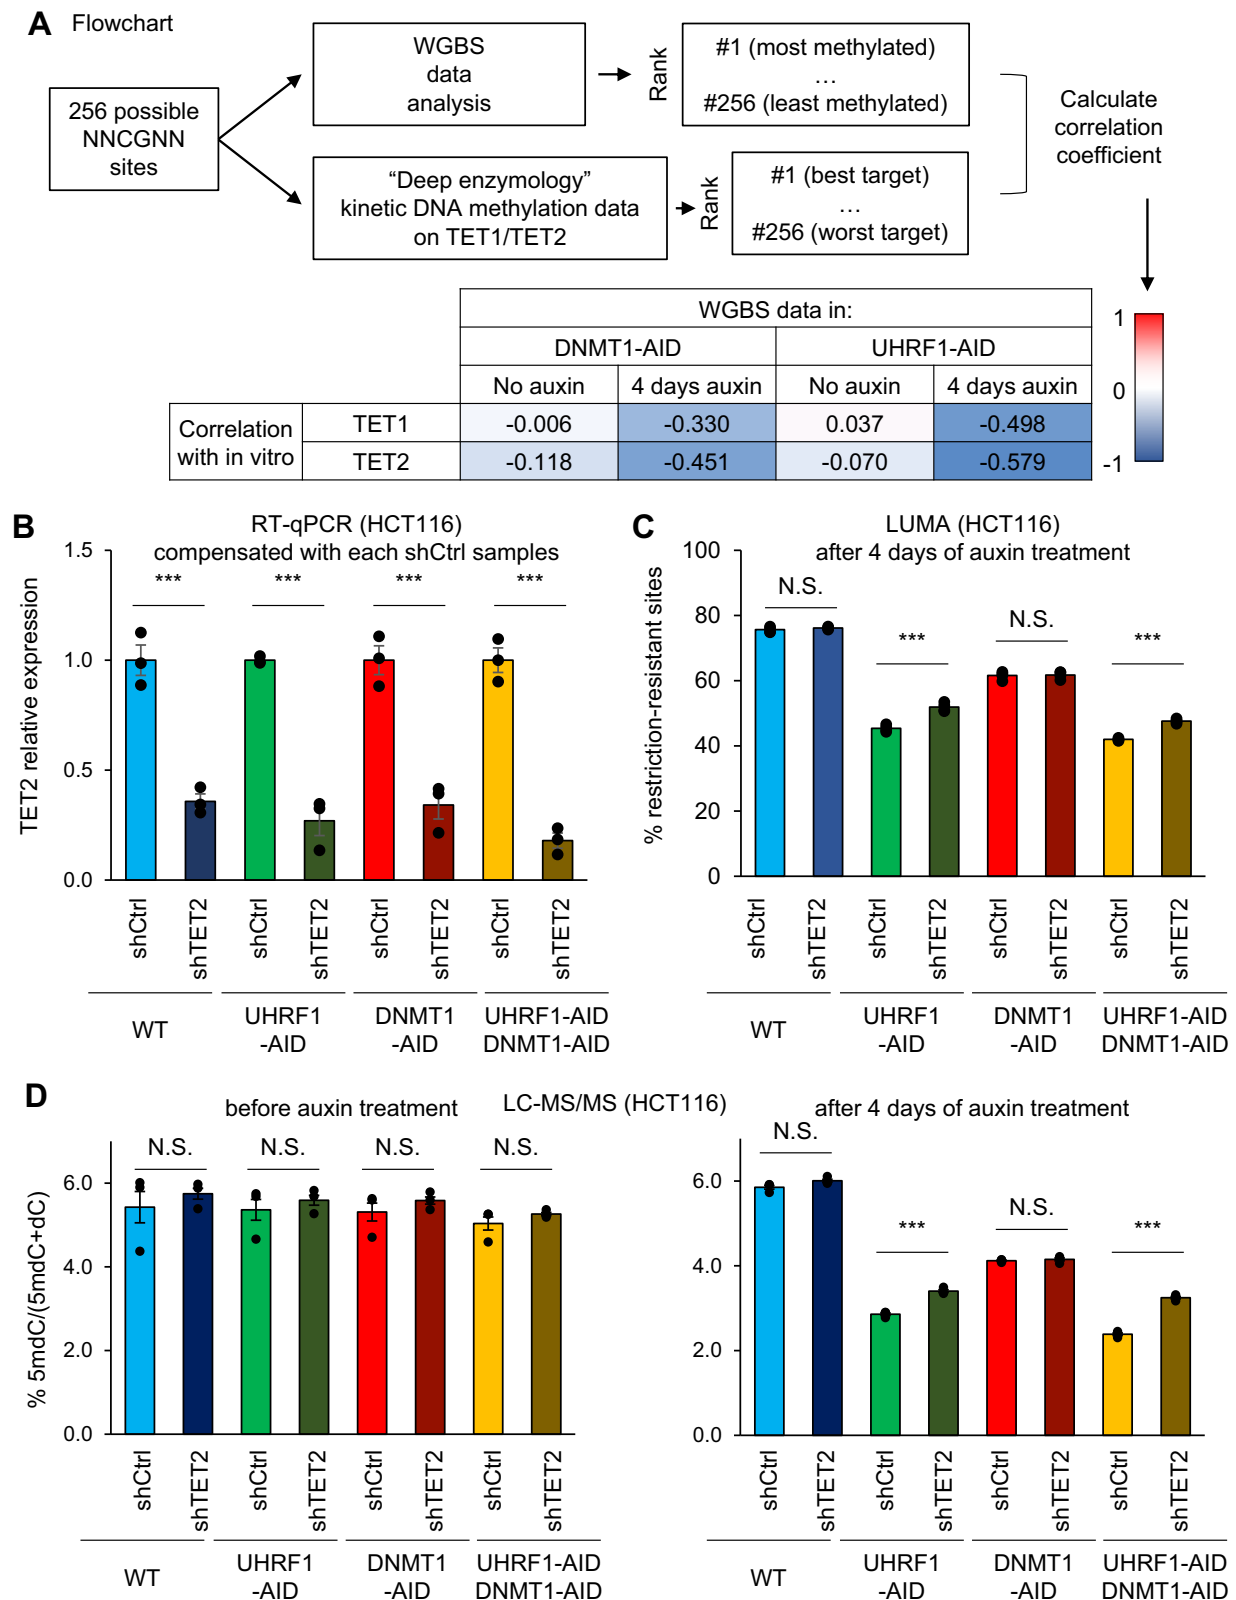 A Flowchart
256 possible
NNCGNN
sites
WGBS
data
analysis
Rank
#1 (most methylated)
...
#256 (least methylated)
"Deep enzymology"
kinetic DNA methylation data
on TET1/TET2
Rank
#1 (best target)
...
#256 (worst target)
Calculate
correlation
coefficient
WGBS data in:
DNMT1-AID UHRF1-AID
No auxin 4 days auxin No auxin 4 days auxin
Correlation
with in vitro
TET1 -0.006 -0.330 0.037 -0.498
TET2 -0.118 -0.451 -0.070 -0.579
1
0
-1
B RT-qPCR (HCT116)
compensated with each shCtrl samples
TET2 relative expression
1.5
1.0
0.5
0.0
*** *** *** ***
shCtrl shTET2 shCtrl shTET2 shCtrl shTET2 shCtrl shTET2
WT
UHRF1
-AID
DNMT1
-AID
UHRF1-AID
DNMT1-AID
C LUMA (HCT116)
after 4 days of auxin treatment
% restriction-resistant sites
100
80
60
40
20
0
N.S. *** N.S. ***
shCtrl shTET2 shCtrl shTET2 shCtrl shTET2 shCtrl shTET2
WT
UHRF1
-AID
DNMT1
-AID
UHRF1-AID
DNMT1-AID
D LC-MS/MS (HCT116)
before auxin treatment
% 5mdC/(5mdC+dC)
6.0
4.0
2.0
0.0
N.S. N.S. N.S. N.S.
shCtrl shTET2 shCtrl shTET2 shCtrl shTET2 shCtrl shTET2
WT
UHRF1
-AID
DNMT1
-AID
UHRF1-AID
DNMT1-AID
after 4 days of auxin treatment
6.0
4.0
2.0
0.0
N.S. *** N.S. ***
shCtrl shTET2 shCtrl shTET2 shCtrl shTET2 shCtrl shTET2
WT
UHRF1
-AID
DNMT1
-AID
UHRF1-AID
DNMT1-AID